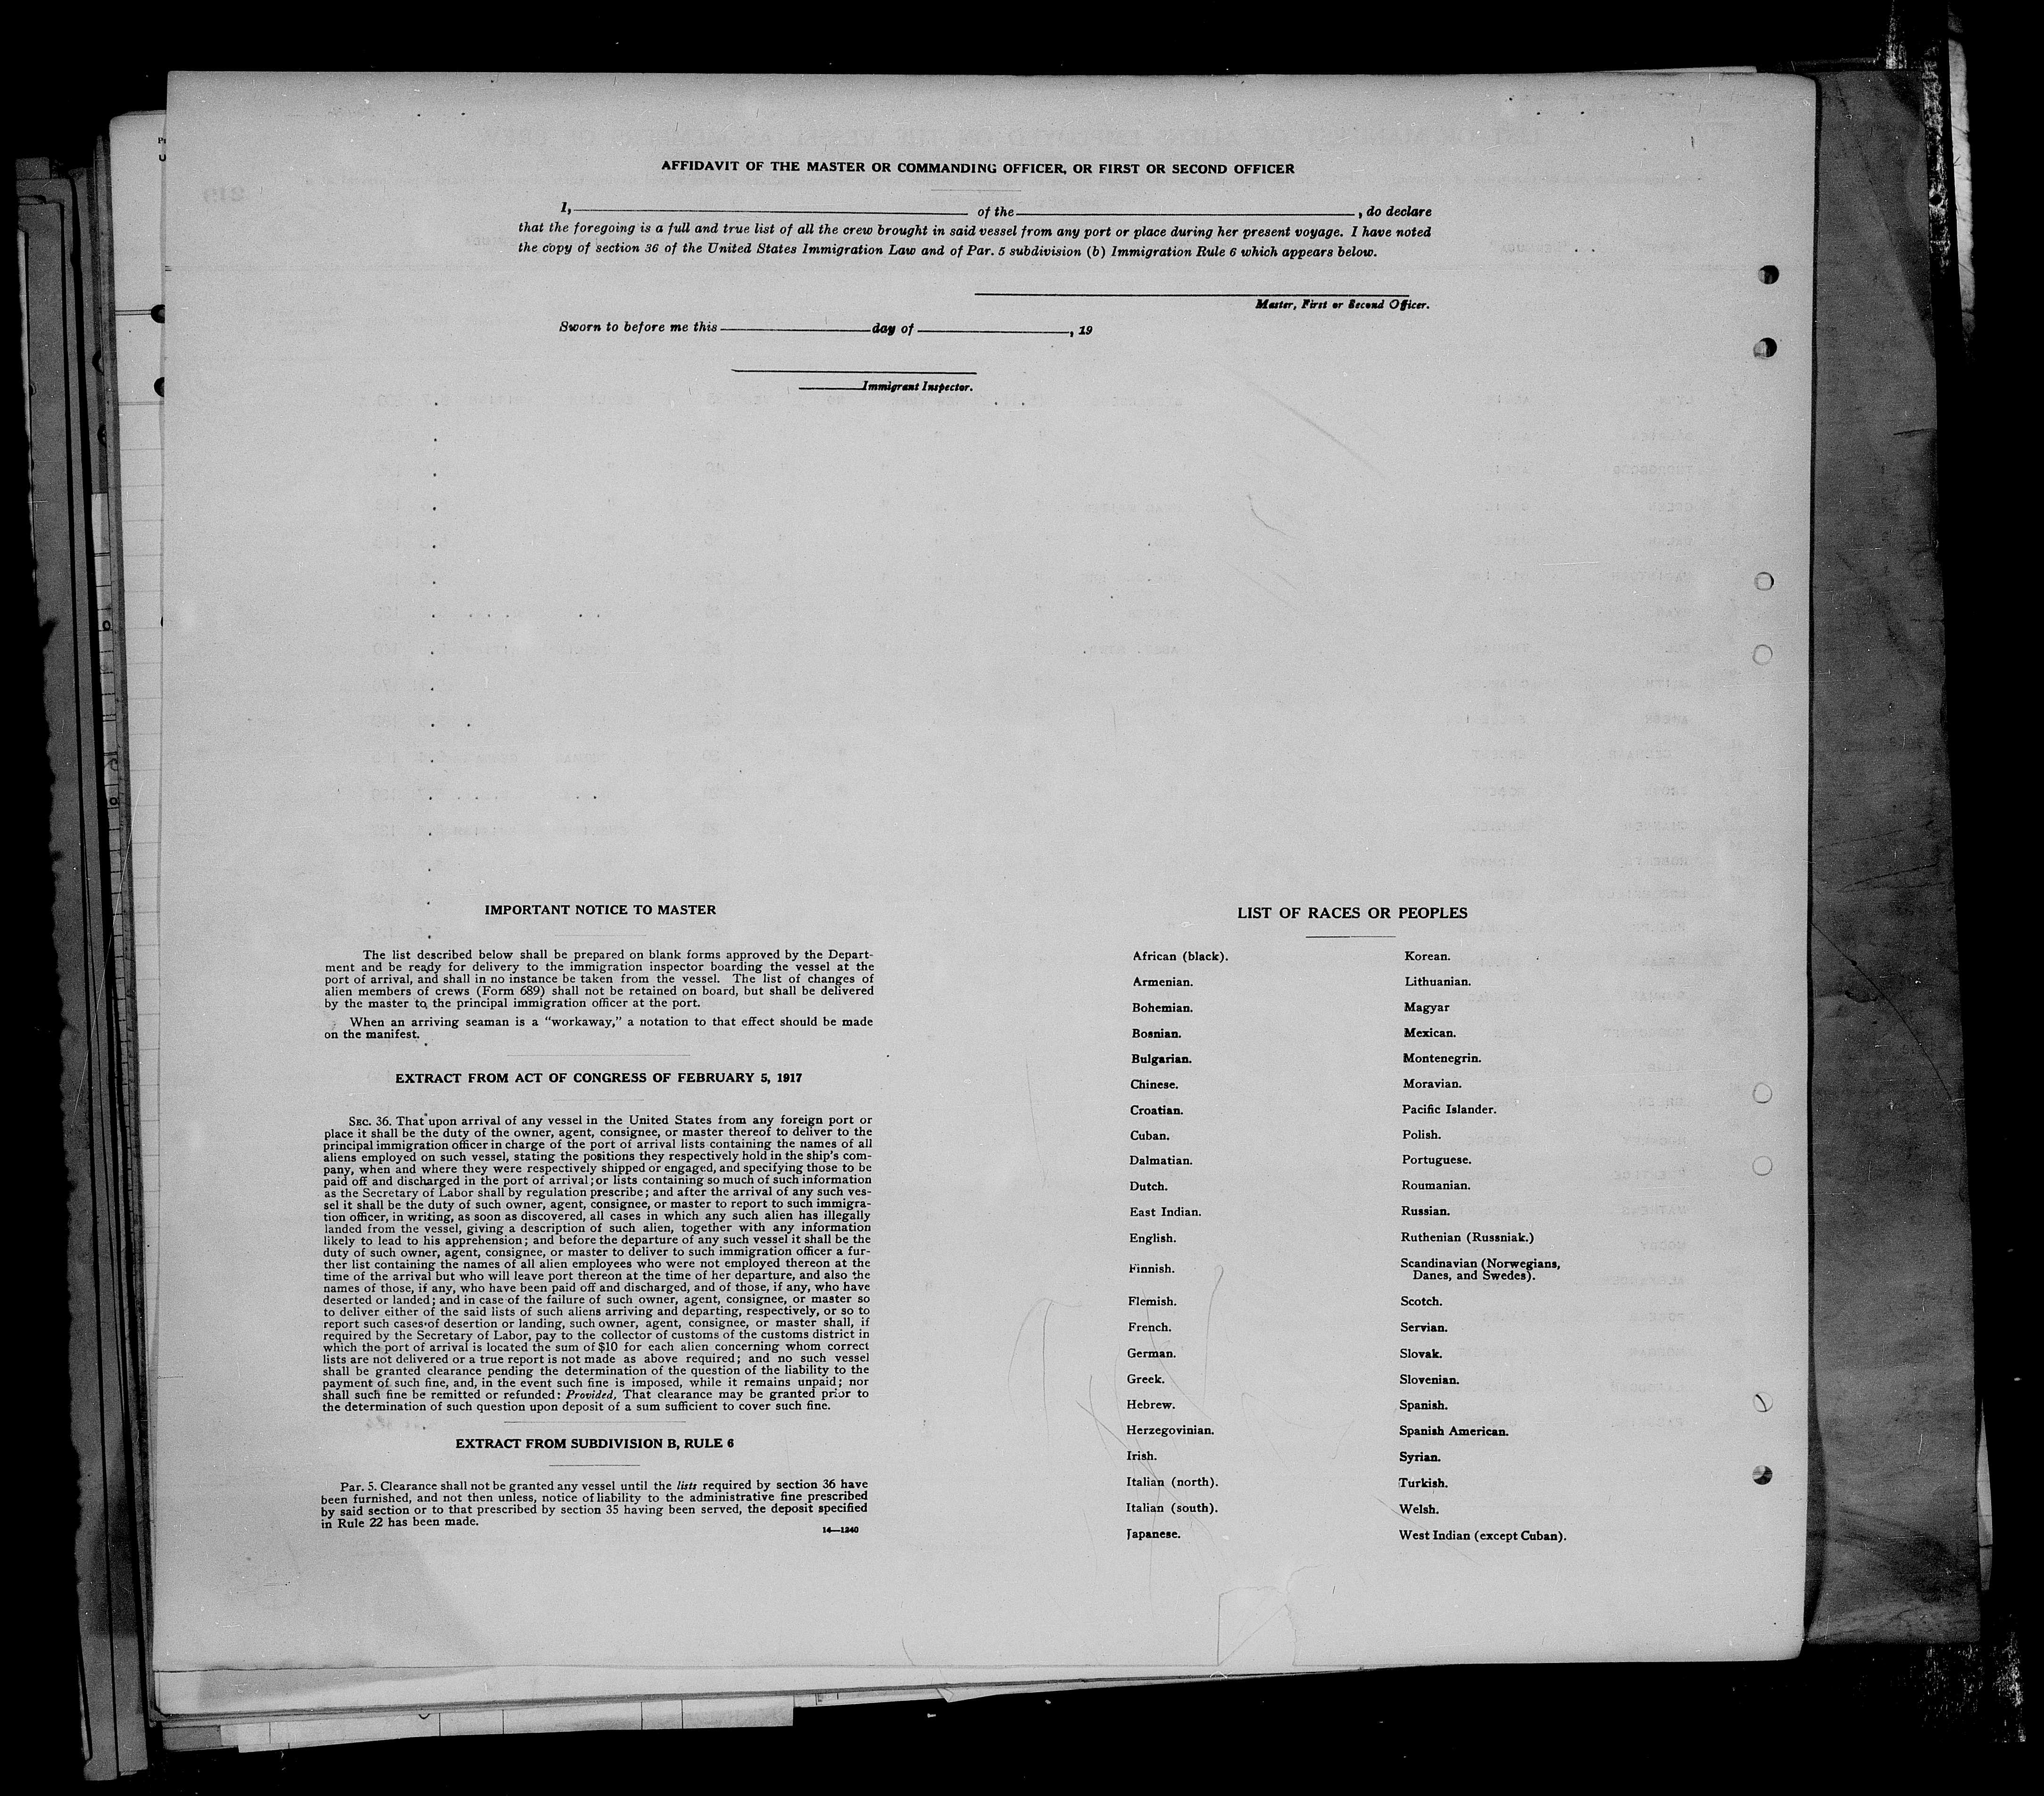 AFFIDAVIT OF THE MASTER OR COMMANDING OFFICER, OR FIRST OR SECOND OFFICER
I, of the , do declare
that the foregoing is a full and true list of all the crew brought in said vessel from any port or place during her present voyage. I have noted
the copy of section 36 of the United States Immigration Law and of Par. 5 subdivision (b) Immigration Rule 6 which appears below.
Master, First or Second Officer.
Sworn to before me this day of , 19
Immigrant Inspector.
IMPORTANT NOTICE TO MASTER
The list described below shall be prepared on blank forms approved by the Depart-
ment and be ready for delivery to the immigration inspector boarding the vessel at the
port of arrival, and shall in no instance be taken from the vessel. The list of changes of
alien members of crews (Form 689) shall not be retained on board, but shall be delivered
by the master to the principal immigration officer at the port.
When an arriving seaman is a "workaway," a notation to that effect should be made
on the manifest.
EXTRACT FROM ACT OF CONGRESS OF FEBRUARY 5, 1917
SEC. 36. That upon arrival of any vessel in the United States from any foreign port or
place it shall be the duty of the owner, agent, consignee, or master thereof to deliver to the
principal immigration officer in charge of the port of arrival lists containing the names of all
aliens employed on such vessel, stating the positions they respectively hold in the ship's com-
pany, when and where they were respectively shipped or engaged, and specifying those to be
paid off and discharged in the port of arrival; or lists containing so much of such information
as the Secretary of Labor shall by regulation prescribe; and after the arrival of any such ves-
sel it shall be the duty of such owner, agent, consignee, or master to report to such immigra-
tion officer, in writing, as soon as discovered, all cases in which any such alien has illegally
landed from the vessel, giving a description of such alien, together with any information
likely to lead to his apprehension; and before the departure of any such vessel it shall be the
duty of such owner, agent, consignee, or master to deliver to such immigration officer a fur-
ther list containing the names of all alien employees who were not employed thereon at the
time of the arrival but who will leave port thereon at the time of her departure, and also the
names of those, if any, who have been paid off and discharged, and of those, if any, who have
deserted or landed; and in case of the failure of such owner, agent, consignee, or master so
to deliver either of the said lists of such aliens arriving and departing, respectively, or so to
report such cases of desertion or landing, such owner, agent, consignee, or master shall, if
required by the Secretary of Labor, pay to the collector of customs of the customs district in
which the port of arrival is located the sum of $10 for each alien concerning whom correct
lists are not delivered or a true report is not made as above required; and no such vessel
shall be granted clearance pending the determination of the question of the liability to the
payment of such fine, and, in the event such fine is imposed, while it remains unpaid; nor
shall such fine be remitted or refunded: Provided, That clearance may be granted prior to
the determination of such question upon deposit of a sum sufficient to cover such fine.
EXTRACT FROM SUBDIVISION B, RULE 6
Par. 5. Clearance shall not be granted any vessel until the lists required by section 36 have
been furnished, and not then unless, notice of liability to the administrative fine prescribed
by said section or to that prescribed by section 35 having been served, the deposit specified
in Rule 22 has been made.
14—1240
LIST OF RACES OR PEOPLES
African (black).
Armenian.
Bohemian.
Bosnian.
Bulgarian.
Chinese.
Croatian.
Cuban.
Dalmatian.
Dutch.
East Indian.
English.
Finnish.
Flemish.
French.
German.
Greek.
Hebrew.
Herzegovinian.
Irish.
Italian (north).
Italian (south).
Japanese.
Korean.
Lithuanian.
Magyar
Mexican.
Montenegrin.
Moravian.
Pacific Islander.
Polish.
Portuguese.
Roumanian.
Russian.
Ruthenian (Russniak.)
Scandinavian (Norwegians,
Danes, and Swedes).
Scotch.
Servian.
Slovak.
Slovenian.
Spanish.
Spanish American.
Syrian.
Turkish.
Welsh.
West Indian (except Cuban).